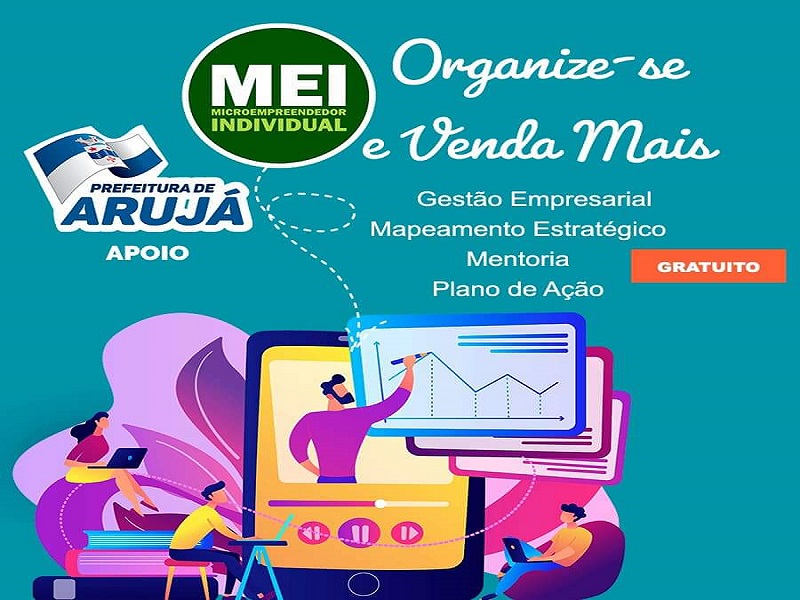 MEI
MICROEMPREENDEDOR
INDIVIDUAL
Organize-se
e Venda Mais
PREFEITURA DE
ARUJÁ
APOIO
Gestão Empresarial
Mapeamento Estratégico
Mentoria
Plano de Ação
GRATUITO